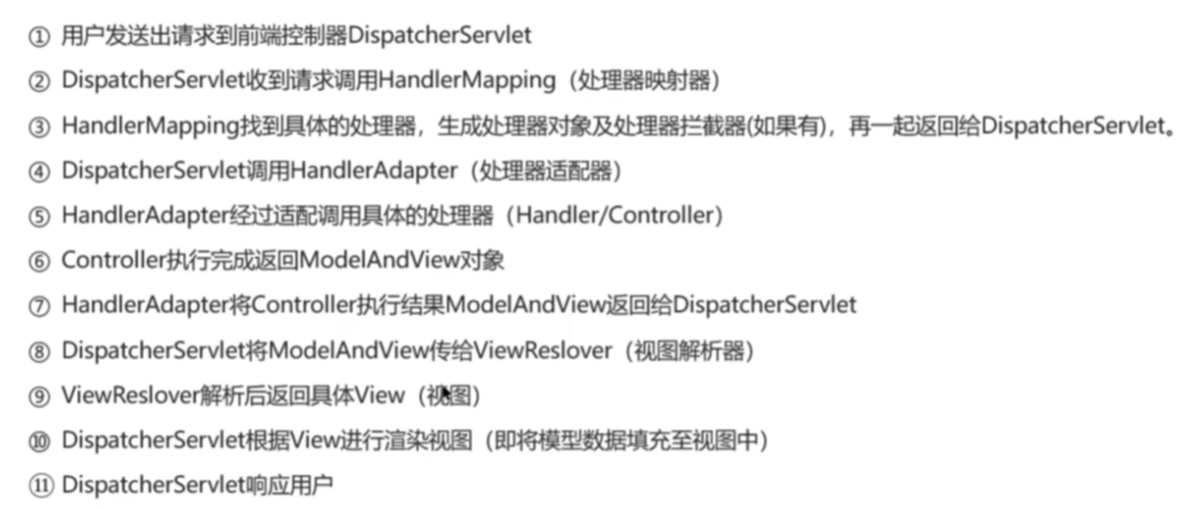 ① 用户发送出请求到前端控制器DispatcherServlet
② DispatcherServlet收到请求调用HandlerMapping（处理器映射器）
③ HandlerMapping找到具体的处理器，生成处理器对象及处理器拦截器(如果有)，再一起返回给DispatcherServlet。
④ DispatcherServlet调用HandlerAdapter（处理器适配器）
⑤ HandlerAdapter经过适配调用具体的处理器（Handler/Controller）
⑥ Controller执行完成返回ModelAndView对象
⑦ HandlerAdapter将Controller执行结果ModelAndView返回给DispatcherServlet
⑧ DispatcherServlet将ModelAndView传给ViewReslover（视图解析器）
⑨ ViewReslover解析后返回具体View（视图）
⑩ DispatcherServlet根据View进行渲染视图（即将模型数据填充至视图中）
⑪ DispatcherServlet响应用户